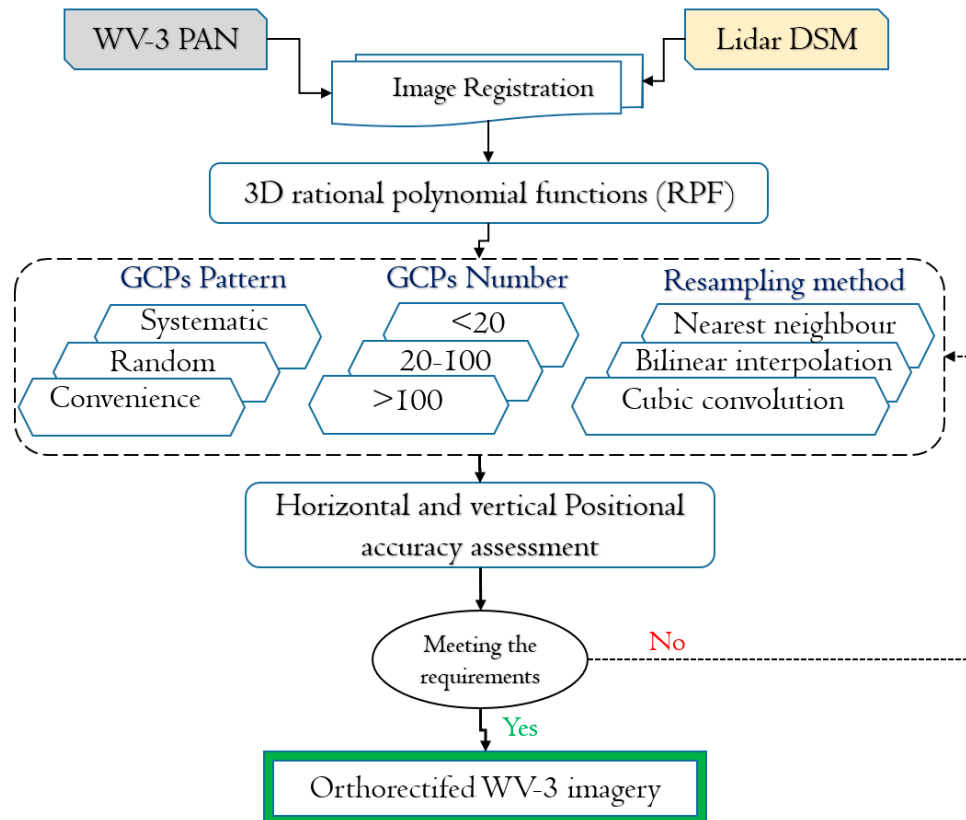 WV-3 PAN
Lidar DSM
Image Registration
3D rational polynomial functions (RPF)
GCPs Pattern
GCPs Number
Resampling method
Systematic
Random
Convenience
<20
20-100
>100
Nearest neighbour
Bilinear interpolation
Cubic convolution
Horizontal and vertical Positional
accuracy assessment
Meeting the
requirements
No
Yes
Orthorectifed WV-3 imagery